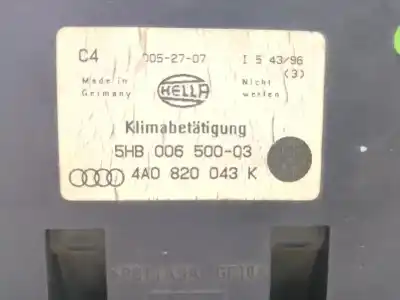 C4 005-27-07 I 5 43/96
Made in Nicht (3)
Germany HELLA werfen
Klimabetätigung
5HB 006 500-03
4A0 820 043 K